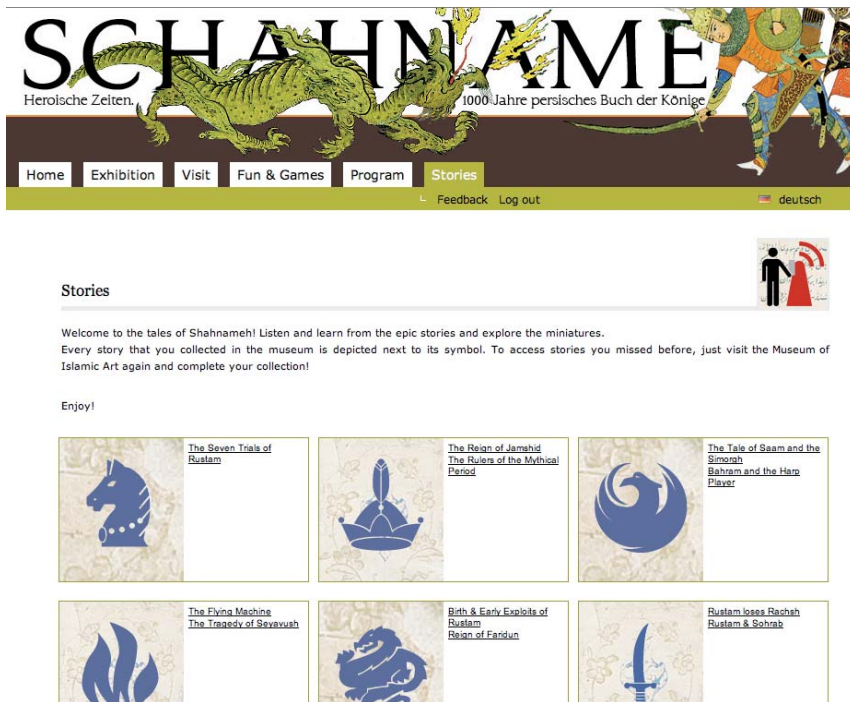 SCHAHNAME
Heroische Zeiten. 1000 Jahre persisches Buch der Könige
Home Exhibition Visit Fun & Games Program Stories
Feedback Log out deutsch
Stories
Welcome to the tales of Shahnameh! Listen and learn from the epic stories and explore the miniatures.
Every story that you collected in the museum is depicted next to its symbol. To access stories you missed before, just visit the Museum of
Islamic Art again and complete your collection!
Enjoy!
The Seven Trials of
Rustam
The Reign of Jamshid
The Rulers of the Mythical
Period
The Tale of Saam and the
Simorgh
Bahram and the Harp
Player
The Flying Machine
The Tragedy of Seyavush
Birth & Early Exploits of
Rustam
Reign of Faridun
Rustam loses Rachsh
Rustam & Sohrab